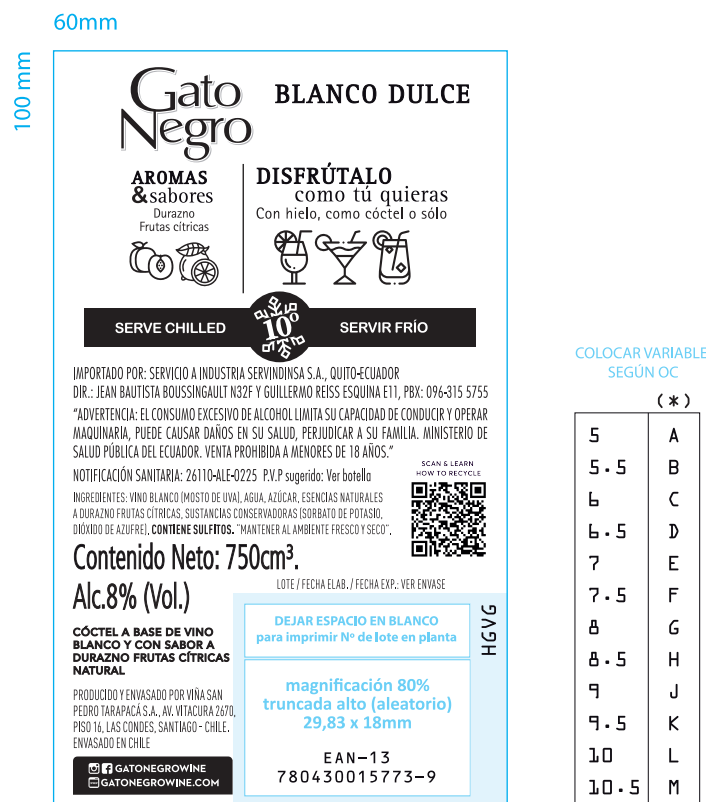 60mm
100 mm
Gato
Negro
BLANCO DULCE
AROMAS
&sabores
Durazno
Frutas cítricas
DISFRÚTALO
como tú quieras
Con hielo, como cóctel o sólo
SERVE CHILLED
10º
SERVIR FRÍO
IMPORTADO POR: SERVICIO A INDUSTRIA SERVINDINSA S.A., QUITO-ECUADOR
DIR.: JEAN BAUTISTA BOUSSINGAULT N32F Y GUILLERMO REISS ESQUINA E11, PBX: 096-315 5755
“ADVERTENCIA: EL CONSUMO EXCESIVO DE ALCOHOL LIMITA SU CAPACIDAD DE CONDUCIR Y OPERAR
MAQUINARIA, PUEDE CAUSAR DAÑOS EN SU SALUD, PERJUDICAR A SU FAMILIA. MINISTERIO DE
SALUD PÚBLICA DEL ECUADOR. VENTA PROHIBIDA A MENORES DE 18 AÑOS.”
NOTIFICACIÓN SANITARIA: 26110-ALE-0225 P.V.P sugerido: Ver botella
SCAN & LEARN
HOW TO RECYCLE
INGREDIENTES: VINO BLANCO (MOSTO DE UVA), AGUA, AZÚCAR, ESENCIAS NATURALES
A DURAZNO FRUTAS CÍTRICAS, SUSTANCIAS CONSERVADORAS (SORBATO DE POTASIO,
DIÓXIDO DE AZUFRE). CONTIENE SULFITOS. “MANTENER AL AMBIENTE FRESCO Y SECO”.
Contenido Neto: 750cm³.
Alc.8% (Vol.)
LOTE / FECHA ELAB. / FECHA EXP.: VER ENVASE
CÓCTEL A BASE DE VINO
BLANCO Y CON SABOR A
DURAZNO FRUTAS CÍTRICAS
NATURAL
PRODUCIDO Y ENVASADO POR VIÑA SAN
PEDRO TARAPACÁ S.A., AV. VITACURA 2670,
PISO 16, LAS CONDES, SANTIAGO - CHILE.
ENVASADO EN CHILE
GATONEGROWINE
GATONEGROWINE.COM
DEJAR ESPACIO EN BLANCO
para imprimir Nº de lote en planta
HGVG
magnificación 80%
truncada alto (aleatorio)
29,83 x 18mm
EAN-13
780430015773-9
COLOCAR VARIABLE
SEGÚN OC
(*)
5 A
5.5 B
6 C
6.5 D
7 E
7.5 F
8 G
8.5 H
9 J
9.5 K
10 L
10.5 M